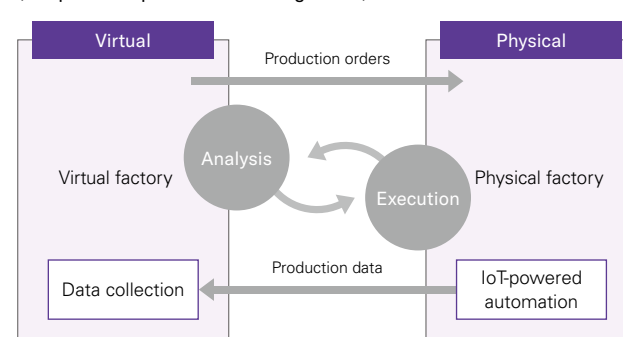 Virtual
Physical
Production orders
Analysis
Virtual factory
Physical factory
Execution
Production data
Data collection
IoT-powered
automation